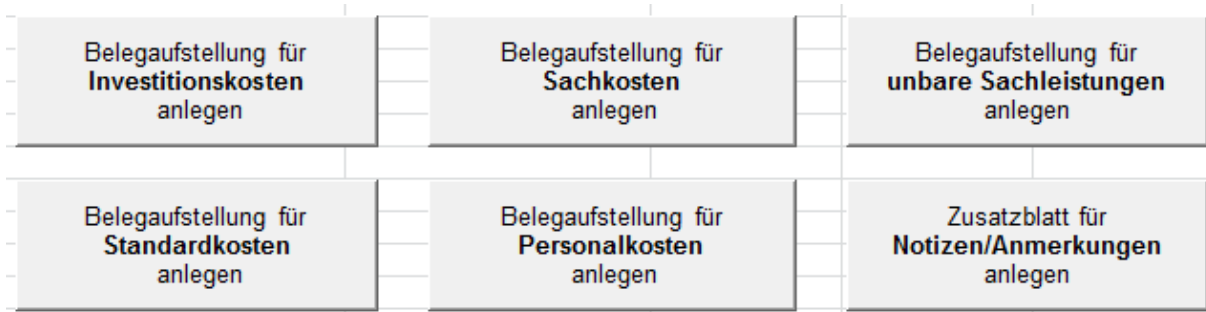 Belegaufstellung für
Investitionskosten
anlegen
Belegaufstellung für
Sachkosten
anlegen
Belegaufstellung für
unbare Sachleistungen
anlegen
Belegaufstellung für
Standardkosten
anlegen
Belegaufstellung für
Personalkosten
anlegen
Zusatzblatt für
Notizen/Anmerkungen
anlegen